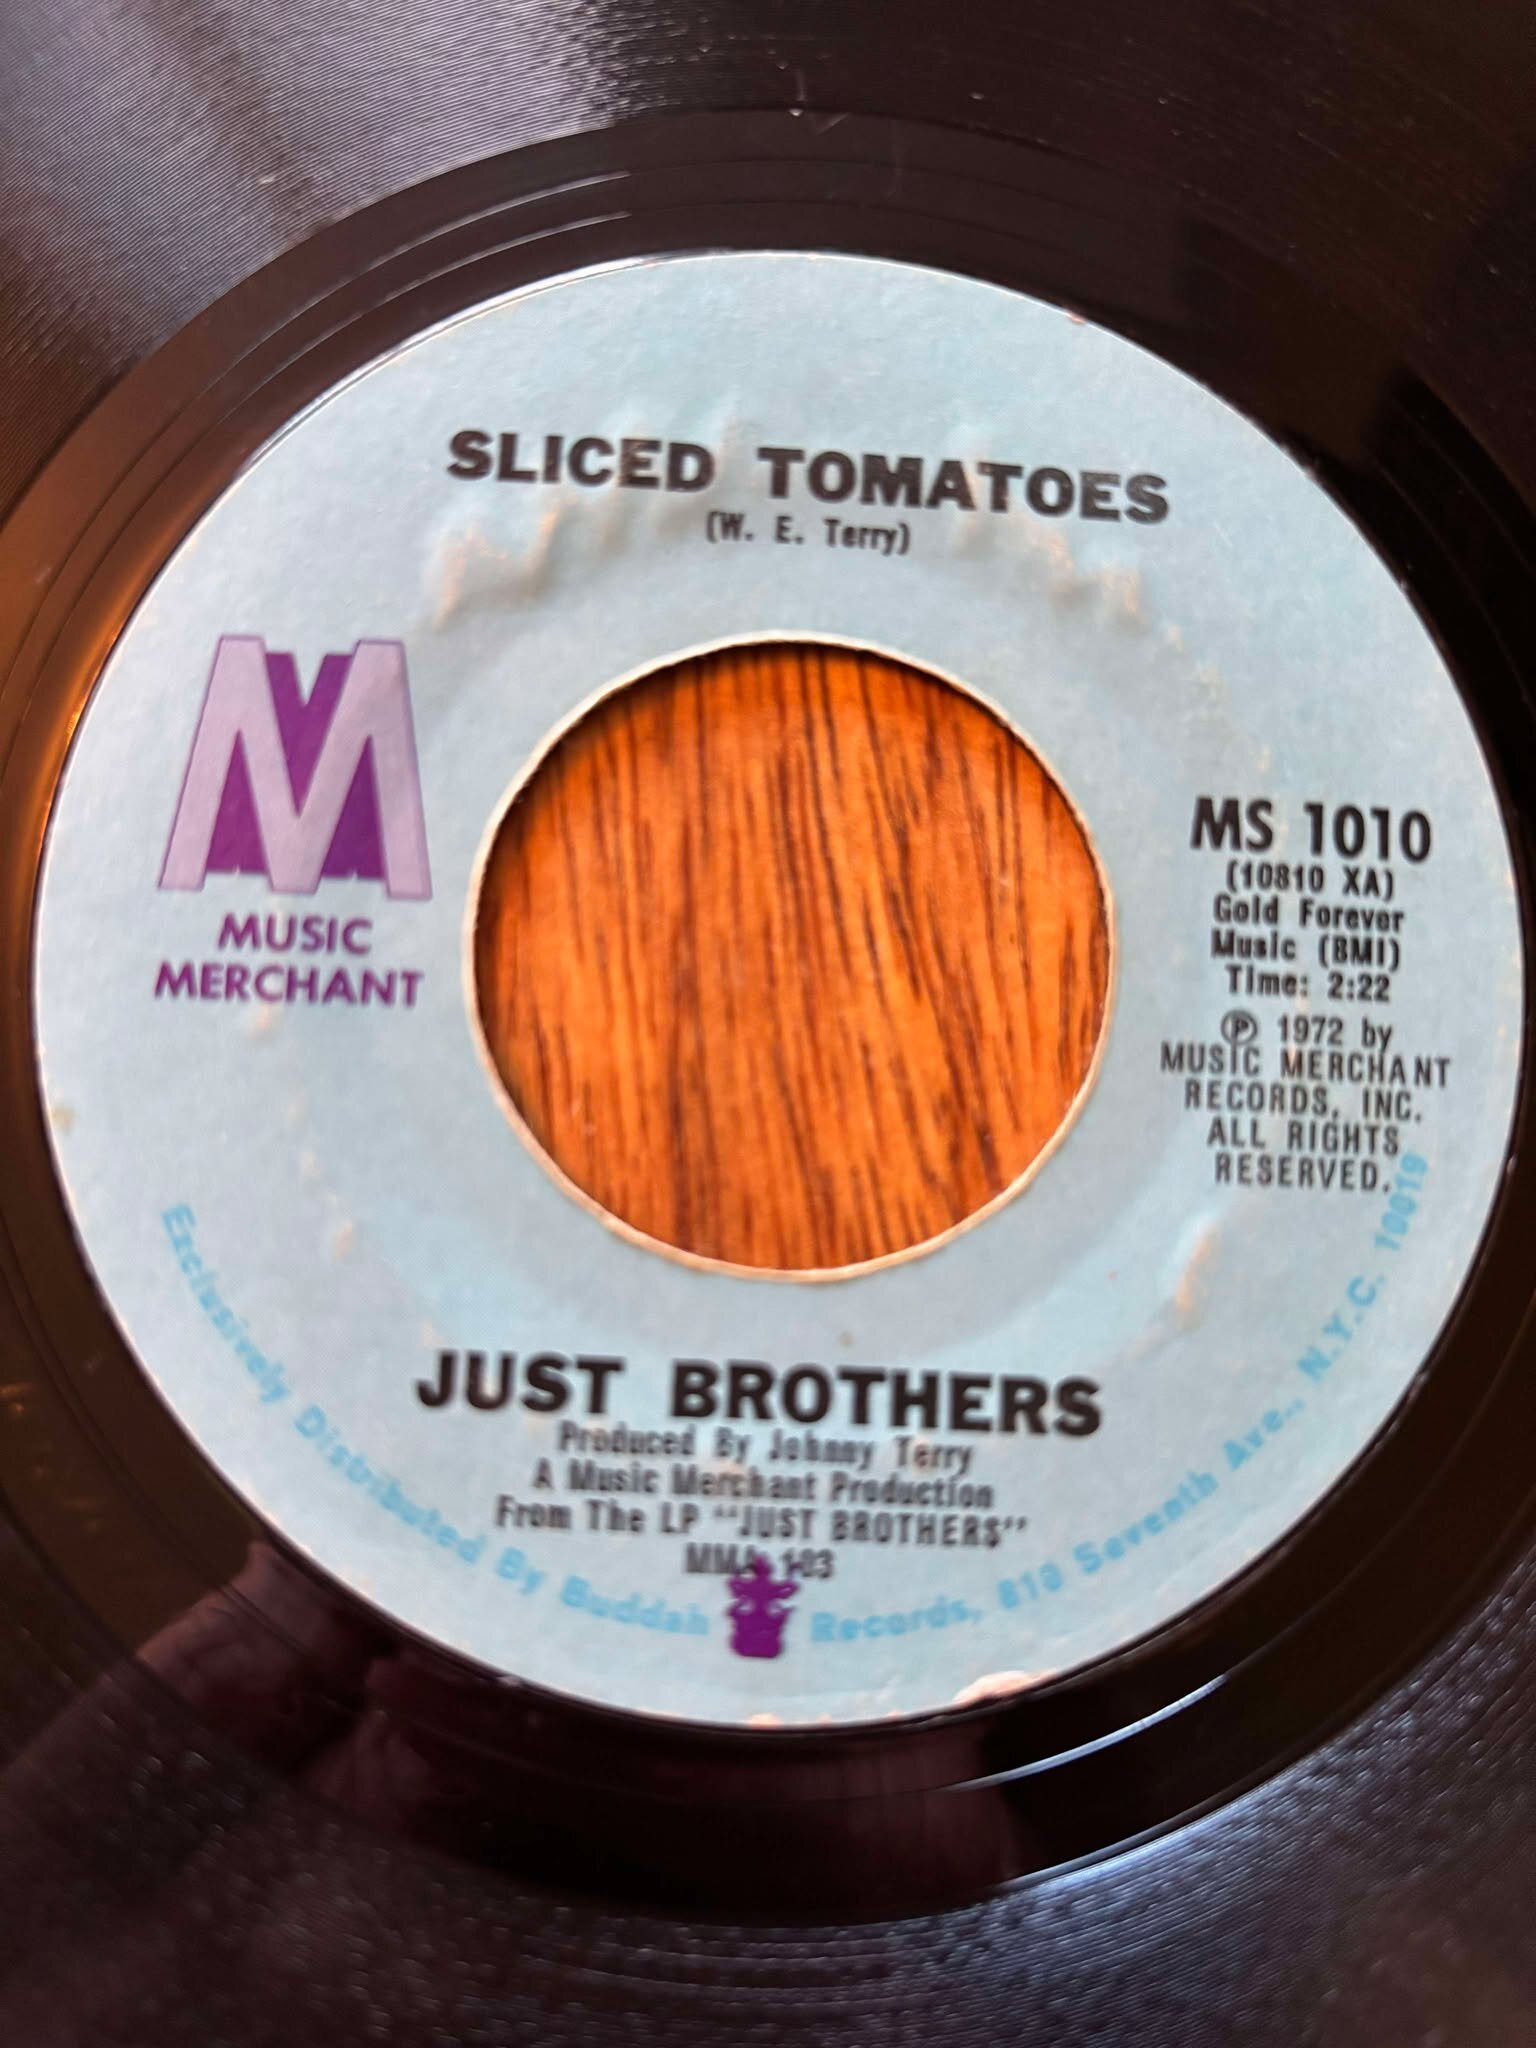 SLICED TOMATOES
(W. E. Terry)
M
MUSIC
MERCHANT
MS 1010
(10810 XA)
Gold Forever
Music (BMI)
Time: 2:22
Ⓟ 1972 by
MUSIC MERCHANT
RECORDS, INC.
ALL RIGHTS
RESERVED.
JUST BROTHERS
Produced By Johnny Terry
A Music Merchant Production
From The LP "JUST BROTHERS"
MMA 103
Exclusively Distributed By Buddah Records, 810 Seventh Ave., N.Y.C. 10019